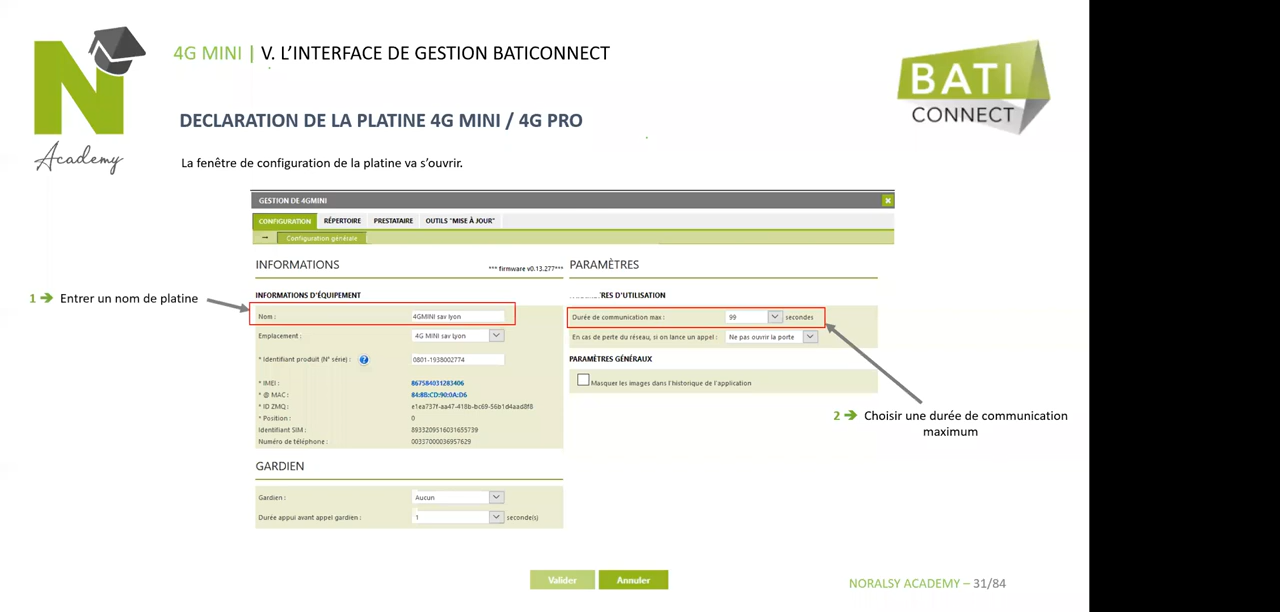 4G MINI | V. L'INTERFACE DE GESTION BATICONNECT
N
Academy
BATI
CONNECT
DECLARATION DE LA PLATINE 4G MINI / 4G PRO
La fenêtre de configuration de la platine va s'ouvrir.
GESTION DE 4GMINI
CONFIGURATION RÉPERTOIRE PRESTATAIRE OUTILS "MISE À JOUR"
Configuration générale
INFORMATIONS
*** firmware v0.13.277***
INFORMATIONS D'ÉQUIPEMENT
1 → Entrer un nom de platine
Nom : 4GMINI sav lyon
Emplacement : 4G MINI sav Lyon
* Identifiant produit (N° série) : ? 0801-1938002774
* IMEI : 867584031283406
* @ MAC : 84:8B:CD:90:0A:D6
* ID ZMQ : e1ea737f-aa47-418b-bc69-56b1d4aad8f8
* Position : 0
Identifiant SIM : 8933209516031655739
Numéro de téléphone : 00337000036957629
GARDIEN
Gardien : Aucun
Durée appui avant appel gardien : 1 seconde(s)
PARAMÈTRES
RES D'UTILISATION
Durée de communication max : 99 secondes
En cas de perte du réseau, si on lance un appel : Ne pas ouvrir la porte
PARAMÈTRES GÉNÉRAUX
Masquer les images dans l'historique de l'application
2 → Choisir une durée de communication
maximum
Valider Annuler
NORALSY ACADEMY – 31/84